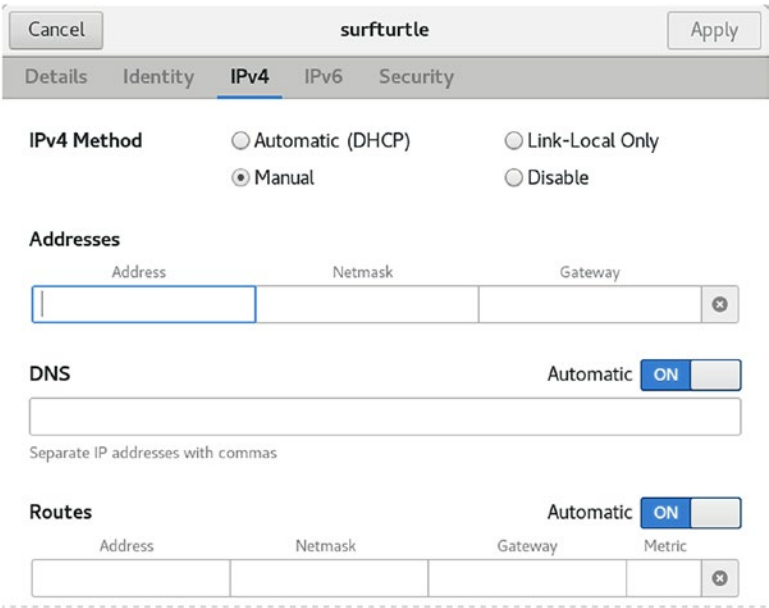 Cancel surfturtle Apply
Details Identity IPv4 IPv6 Security
IPv4 Method Automatic (DHCP) Link-Local Only
Manual Disable
Addresses
Address Netmask Gateway
DNS Automatic ON
Separate IP addresses with commas
Routes Automatic ON
Address Netmask Gateway Metric